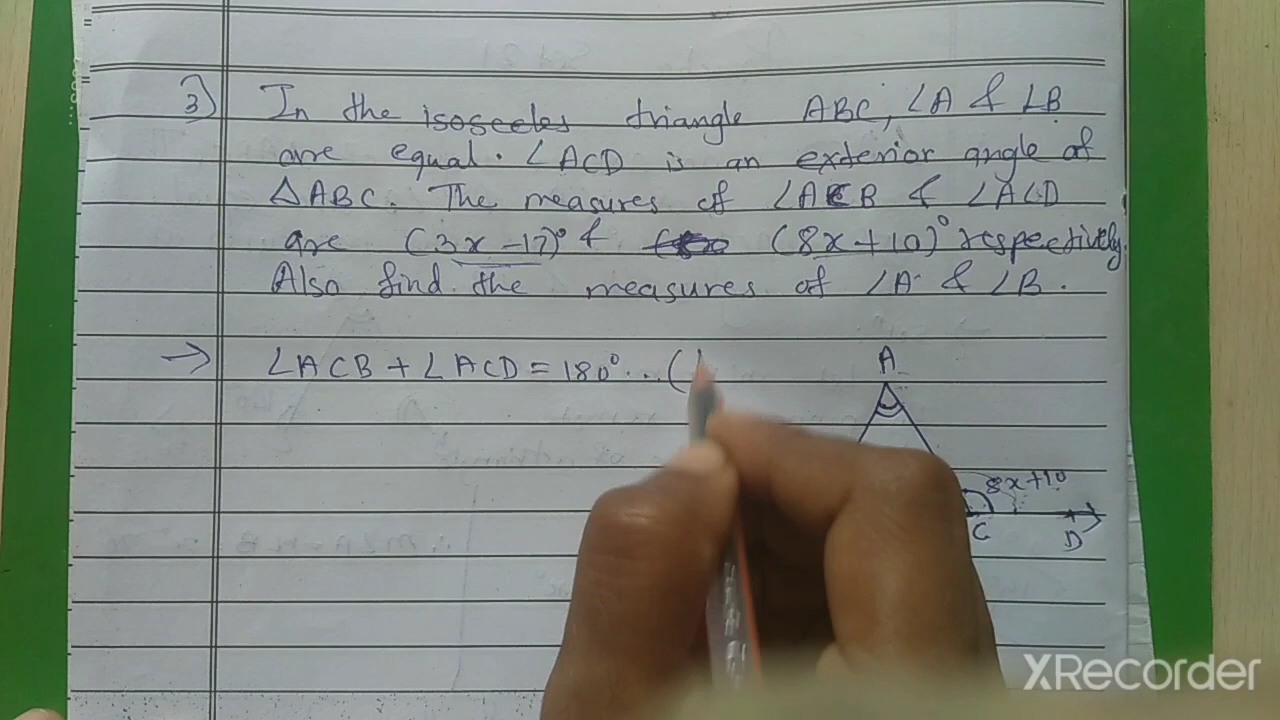 3) In the isosceles triangle ABC, ∠A & ∠B
are equal. ∠ACD is an exterior angle of
△ABC. The measures of ∠ACB & ∠ACD
are (3x-17)° & (8x+10)° respectively.
Also find the measures of ∠A & ∠B.
→ ∠ACB + ∠ACD = 180° ... (
A
8x+10
C
D
XRecorder